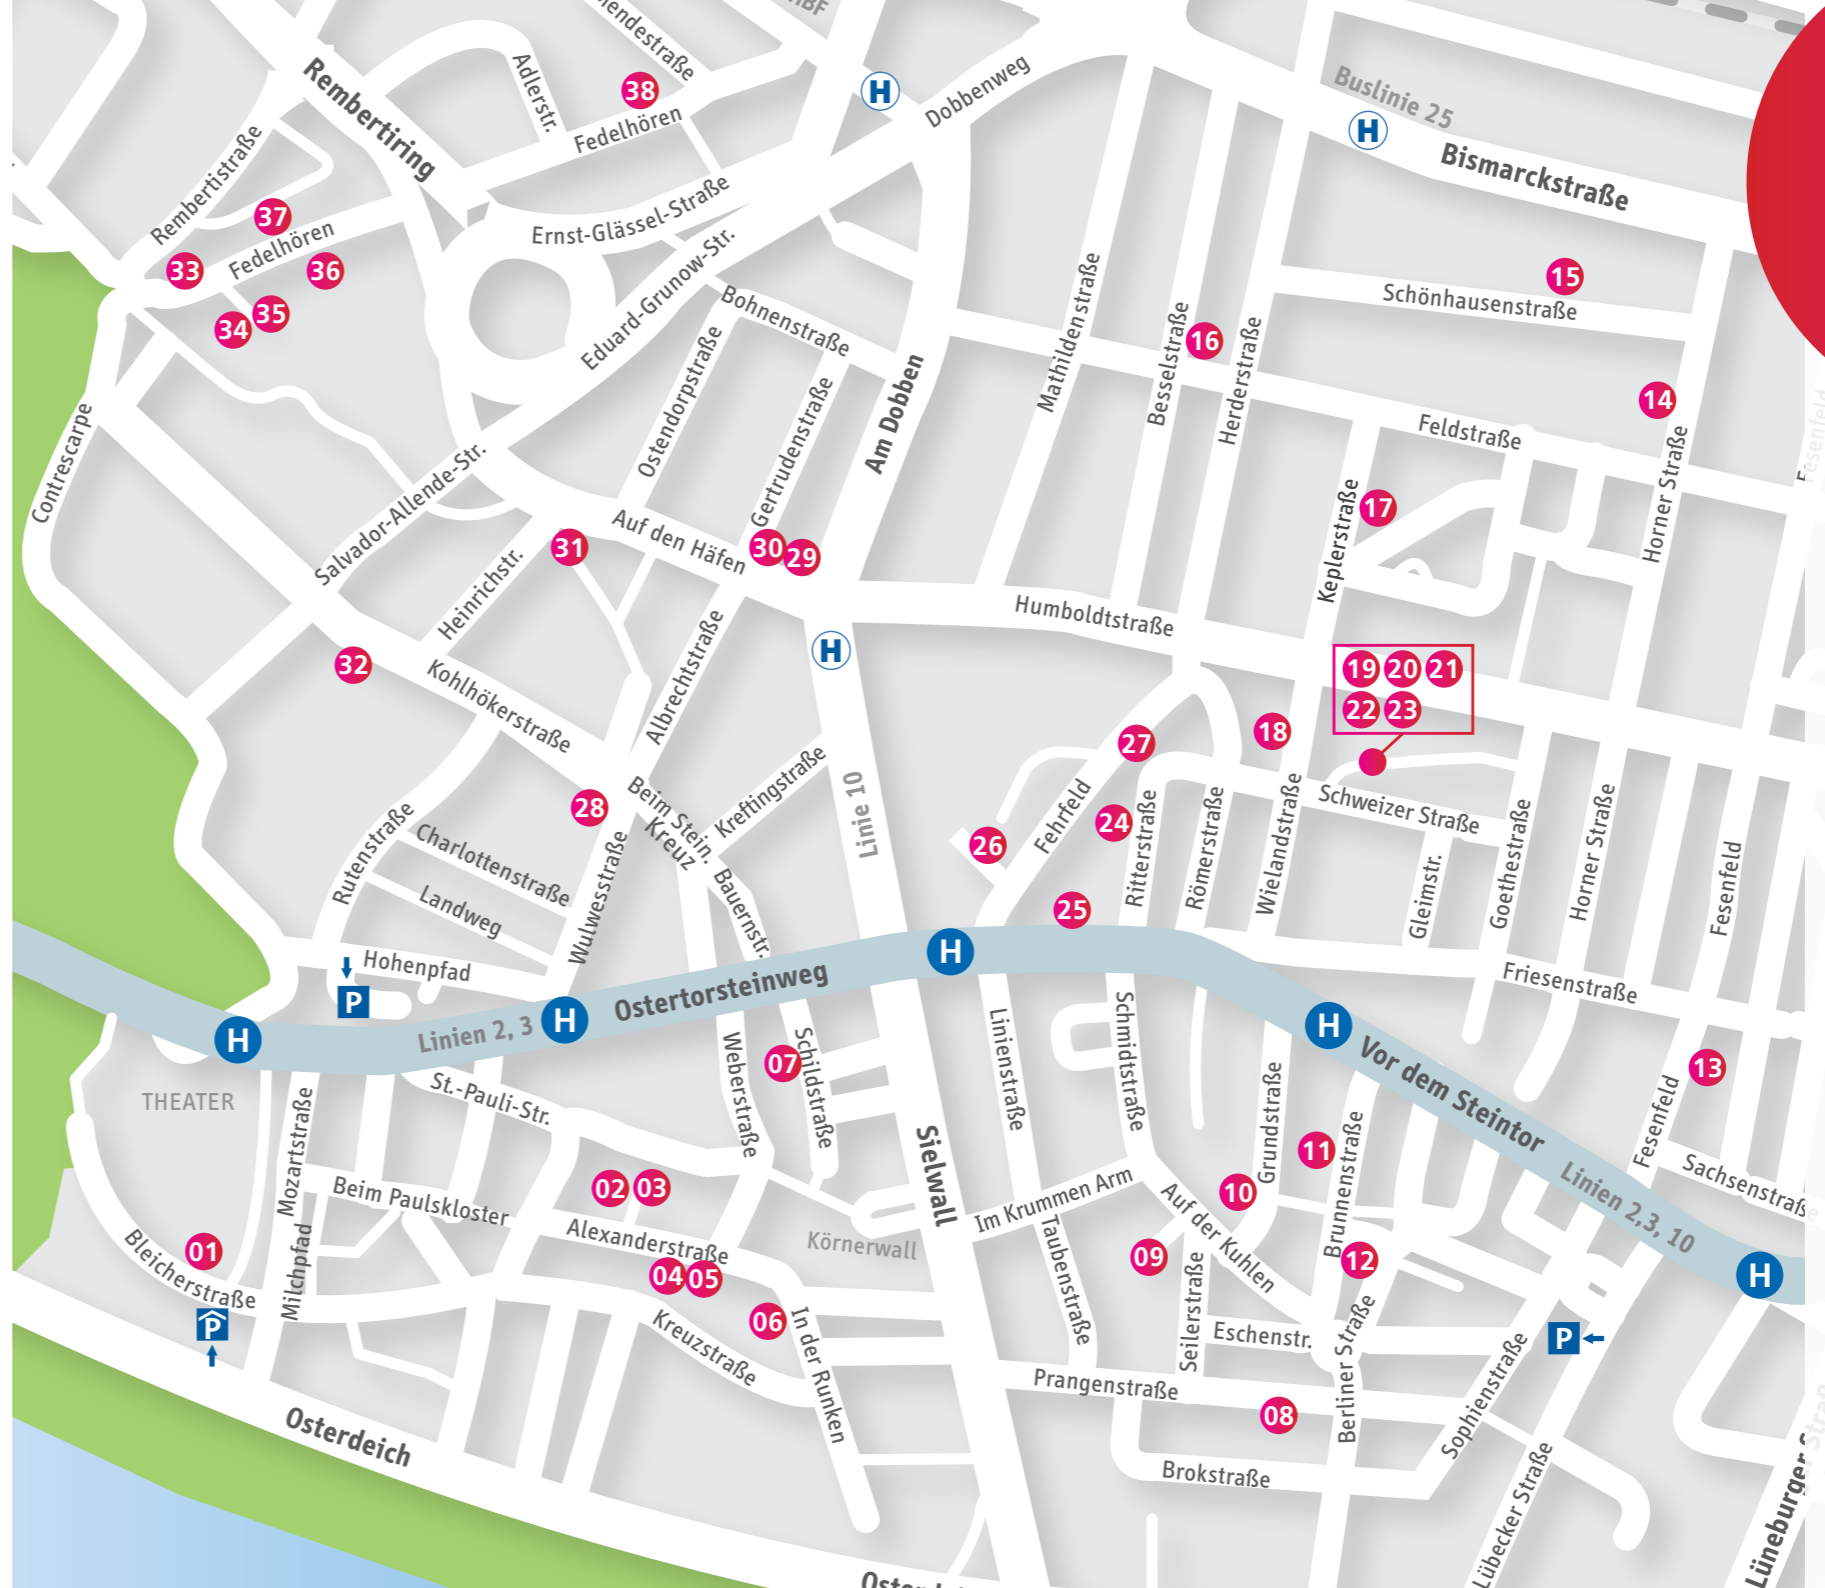 HBF
Adlerstr.
38
H
Dobbenweg
Buslinie 25
H
Rembertiring
Fedelhören
Bismarckstraße
Rembertistraße
37
Fedelhören
Ernst-Glässel-Straße
33
36
Eduard-Grunow-Str.
15
Schönhausenstraße
34
35
Bohnenstraße
Mathildenstraße
Besselstraße
16
Herderstraße
Ostendorpstraße
Gertrudenstraße
Am Dobben
14
Feldstraße
Fesenfeld
Contrescarpe
Salvador-Allende-Str.
Horner Straße
Keplerstraße
17
Auf den Häfen
31
30
29
Heinrichstr.
Humboldtstraße
32
Kohlhökerstraße
Albrechtstraße
H
19
20
21
22
23
27
18
28
Beim Stein.
Kreuz
Kreftingstraße
Linie 10
Fehrfeld
24
26
Schweizer Straße
Rutenstraße
Charlottenstraße
Landweg
Wulwesstraße
Bauernstr.
Ritterstraße
Römerstraße
Wielandstraße
Gleimstr.
Goethestraße
Horner Straße
Fesenfeld
25
Hohenpfad
P
H
Friesenstraße
H
Linien 2, 3
H
Ostertorsteinweg
H
Vor dem Steintor
THEATER
St.-Pauli-Str.
Weberstraße
07
Schildstraße
Linienstraße
Schmidtstraße
Grundstraße
11
Brunnenstraße
Fesenfeld
13
Mozartstraße
Sielwall
Sachsenstraße
Linien 2,3, 10
Beim Paulskloster
02
03
Im Krummen Arm
10
Auf der Kuhlen
01
Bleicherstraße
Milchpfad
Alexanderstraße
04
05
Körnerwall
Taubenstraße
09
Seilerstraße
12
H
P
06
Kreuzstraße
In der Runken
Eschenstr.
Berliner Straße
P
Prangenstraße
08
Sophienstraße
Osterdeich
Brokstraße
Lübecker Straße
Lüneburger